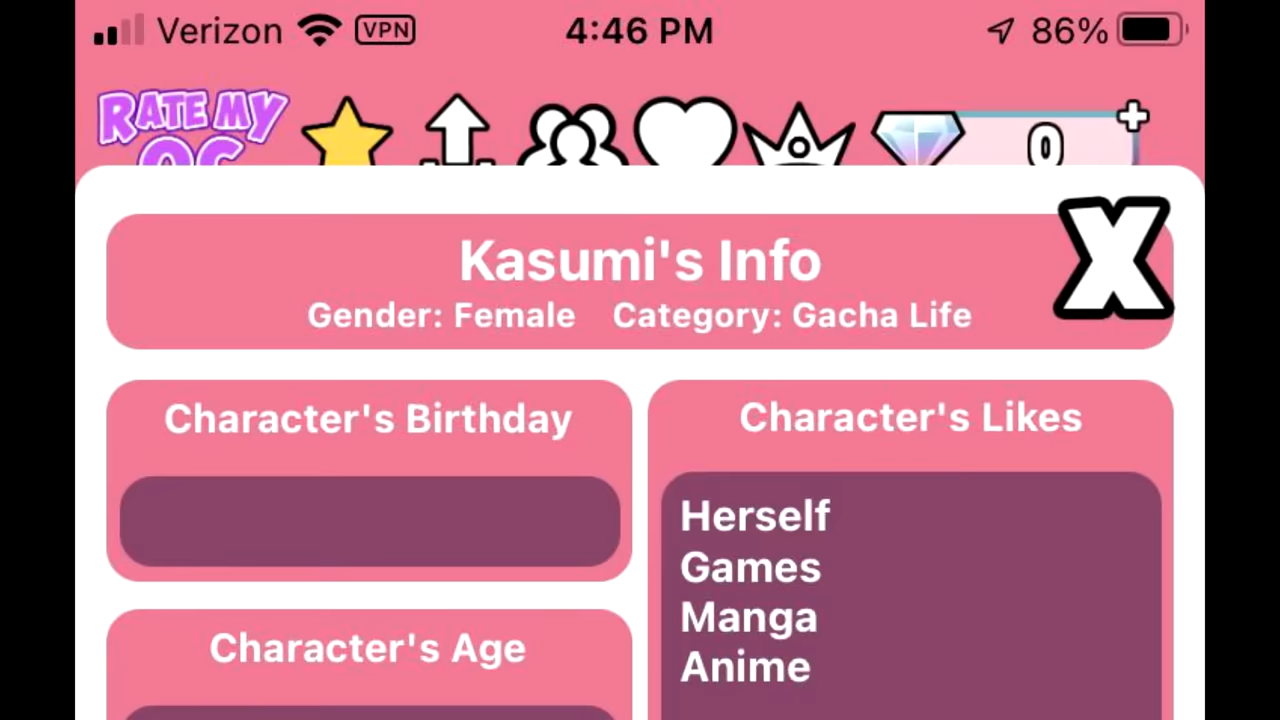 Verizon VPN 4:46 PM 86%
RATE MY
OC
0
X
Kasumi's Info
Gender: Female Category: Gacha Life
Character's Birthday
Character's Age
Character's Likes
Herself
Games
Manga
Anime